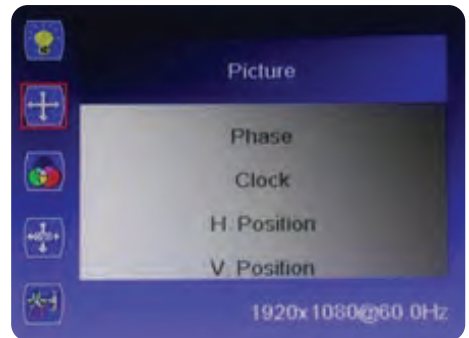 Picture
Phase
Clock
H. Position
V. Position
1920x1080@60.0Hz